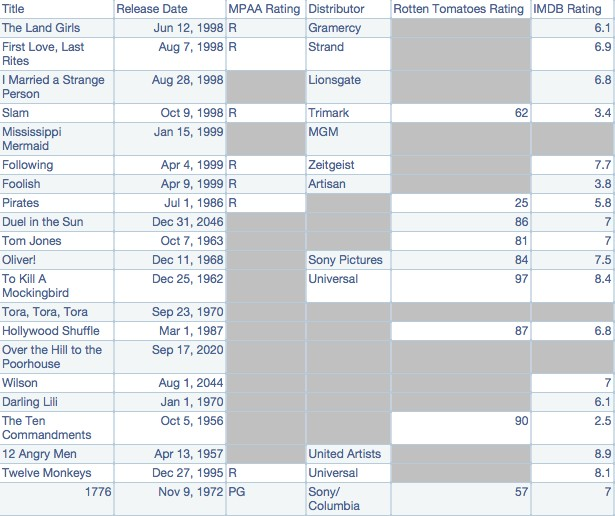 Title Release Date MPAA Rating Distributor Rotten Tomatoes Rating IMDB Rating
The Land Girls Jun 12, 1998 R Gramercy 6.1
First Love, Last Aug 7, 1998 R Strand 6.9
Rites
I Married a Strange Aug 28, 1998 Lionsgate 6.8
Person
Slam Oct 9, 1998 R Trimark 62 3.4
Mississippi Jan 15, 1999 MGM
Mermaid
Following Apr 4, 1999 R Zeitgeist 7.7
Foolish Apr 9, 1999 R Artisan 3.8
Pirates Jul 1, 1986 R 25 5.8
Duel in the Sun Dec 31, 2046 86 7
Tom Jones Oct 7, 1963 81 7
Oliver! Dec 11, 1968 Sony Pictures 84 7.5
To Kill A Dec 25, 1962 Universal 97 8.4
Mockingbird
Tora, Tora, Tora Sep 23, 1970
Hollywood Shuffle Mar 1, 1987 87 6.8
Over the Hill to the Sep 17, 2020
Poorhouse
Wilson Aug 1, 2044 7
Darling Lili Jan 1, 1970 6.1
The Ten Oct 5, 1956 90 2.5
Commandments
12 Angry Men Apr 13, 1957 United Artists 8.9
Twelve Monkeys Dec 27, 1995 R Universal 8.1
1776 Nov 9, 1972 PG Sony/ 57 7
Columbia